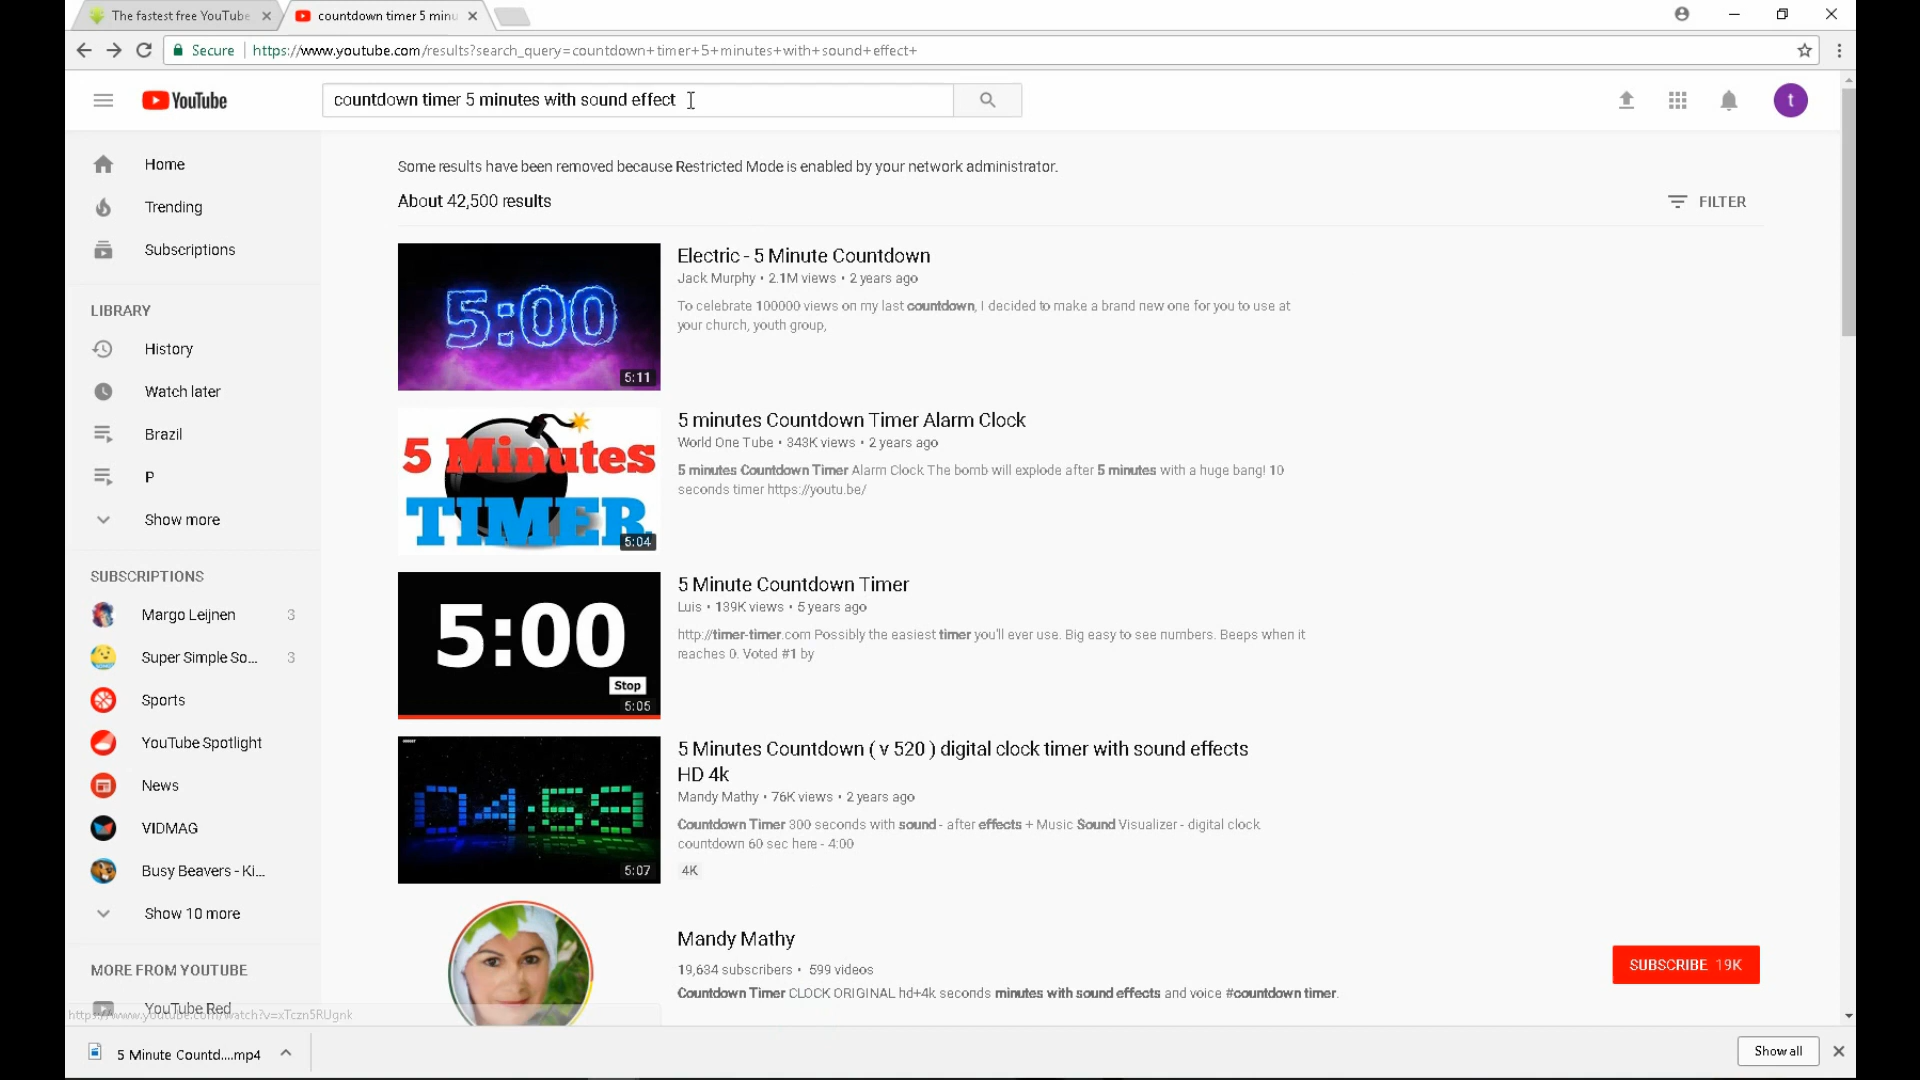 The fastest free YouTube
countdown timer 5 minu
Secure
https://www.youtube.com/results?search_query=countdown+timer+5+minutes+with+sound+effect+
YouTube
countdown timer 5 minutes with sound effect
t
Home
Trending
Subscriptions
LIBRARY
History
Watch later
Brazil
P
Show more
SUBSCRIPTIONS
Margo Leijnen 3
Super Simple So... 3
Sports
YouTube Spotlight
News
VIDMAG
Busy Beavers - Ki...
Show 10 more
MORE FROM YOUTUBE
YouTube Red
Some results have been removed because Restricted Mode is enabled by your network administrator.
About 42,500 results
FILTER
5:00
5:11
Electric - 5 Minute Countdown
Jack Murphy • 2.1M views • 2 years ago
To celebrate 100000 views on my last countdown, I decided to make a brand new one for you to use at
your church, youth group,
5 Minutes
TIMER
5:04
5 minutes Countdown Timer Alarm Clock
World One Tube • 343K views • 2 years ago
5 minutes Countdown Timer Alarm Clock The bomb will explode after 5 minutes with a huge bang! 10
seconds timer https://youtu.be/
5:00
Stop
5:05
5 Minute Countdown Timer
Luis • 139K views • 5 years ago
http://timer-timer.com Possibly the easiest timer you'll ever use. Big easy to see numbers. Beeps when it
reaches 0. Voted #1 by
04:59
5:07
5 Minutes Countdown ( v 520 ) digital clock timer with sound effects
HD 4k
Mandy Mathy • 76K views • 2 years ago
Countdown Timer 300 seconds with sound - after effects + Music Sound Visualizer - digital clock
countdown 60 sec here - 4:00
4K
Mandy Mathy
19,634 subscribers • 599 videos
Countdown Timer CLOCK ORIGINAL hd+4k seconds minutes with sound effects and voice #countdown timer.
SUBSCRIBE 19K
https://www.youtube.com/watch?v=xTczn5RUgnk
5 Minute Countd....mp4
Show all